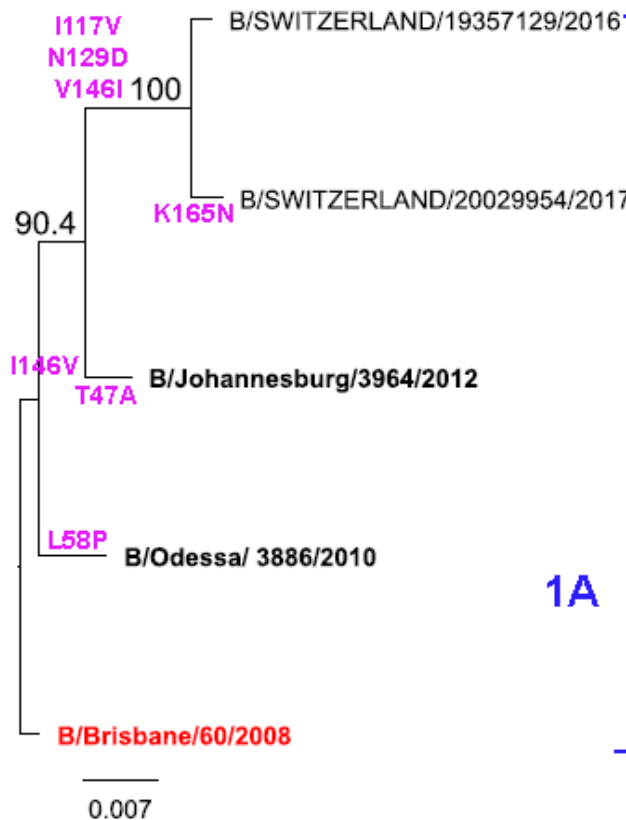 I117V
B/SWITZERLAND/19357129/2016
N129D
V146I
100
K165N
B/SWITZERLAND/20029954/2017
90.4
I146V
T47A
B/Johannesburg/3964/2012
L58P
B/Odessa/ 3886/2010
1A
B/Brisbane/60/2008
0.007